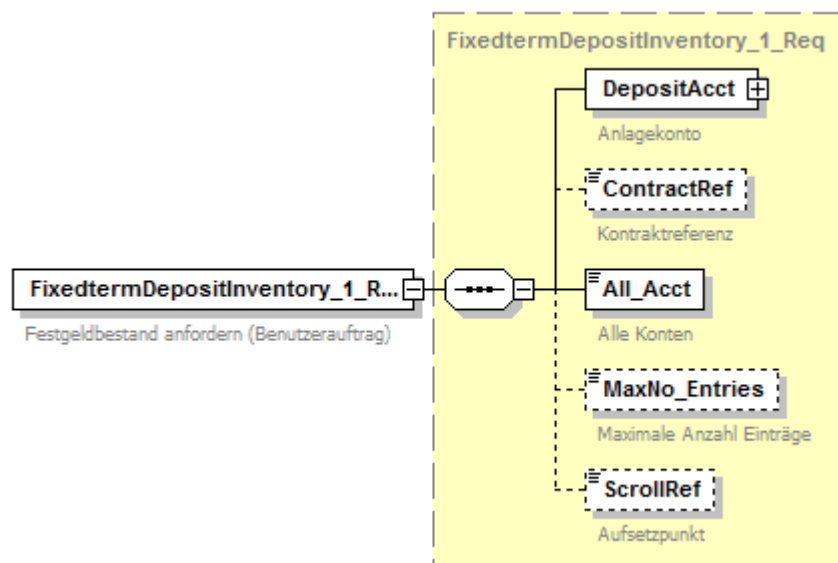 FixedtermDepositInventory_1_Req
DepositAcct
Anlagekonto
ContractRef
Kontraktreferenz
FixedtermDepositInventory_1_R...
Festgeldbestand anfordern (Benutzerauftrag)
All_Acct
Alle Konten
MaxNo_Entries
Maximale Anzahl Einträge
ScrollRef
Aufsetzpunkt